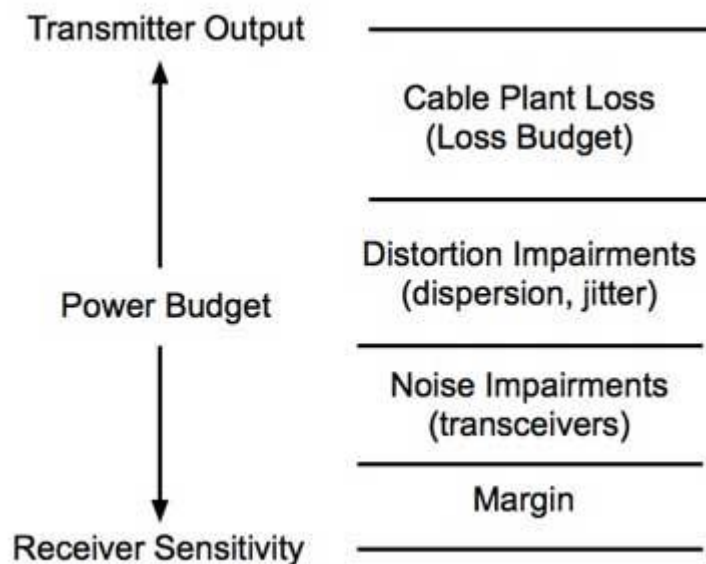 Transmitter Output
Cable Plant Loss
(Loss Budget)
Distortion Impairments
(dispersion, jitter)
Power Budget
Noise Impairments
(transceivers)
Margin
Receiver Sensitivity